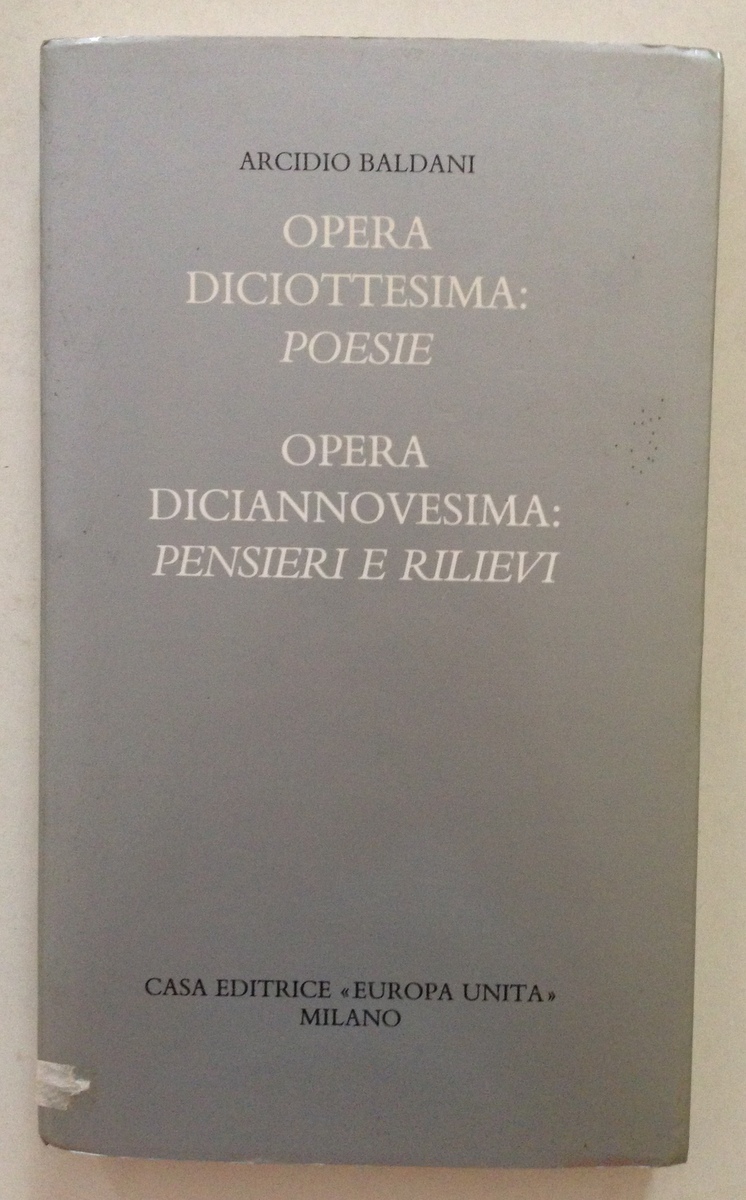 ARCIDIO BALDANI
OPERA
DICIOTTESIMA:
POESIE
OPERA
DICIANNOVESIMA:
PENSIERI E RILIEVI
CASA EDITRICE «EUROPA UNITA»
MILANO